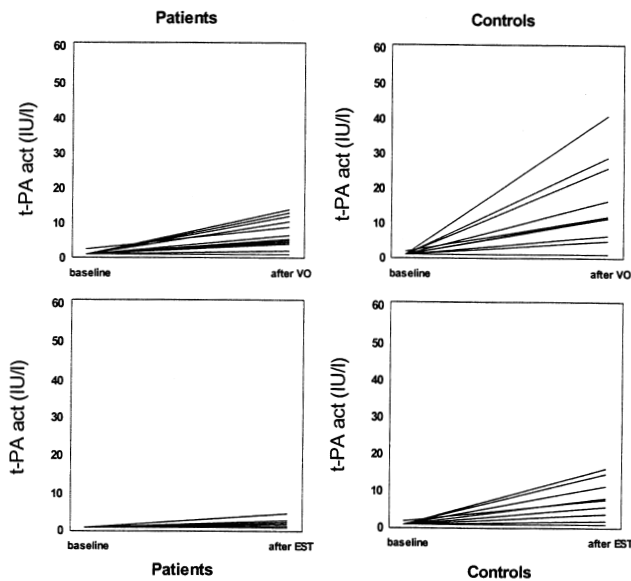 Patients
Controls
60
50
40
30
20
10
0
t-PA act (IU/l)
baseline
after VO
60
50
40
30
20
10
0
t-PA act (IU/l)
baseline
after VO
60
50
40
30
20
10
0
t-PA act (IU/l)
baseline
after EST
60
50
40
30
20
10
0
t-PA act (IU/l)
baseline
after EST
Patients
Controls